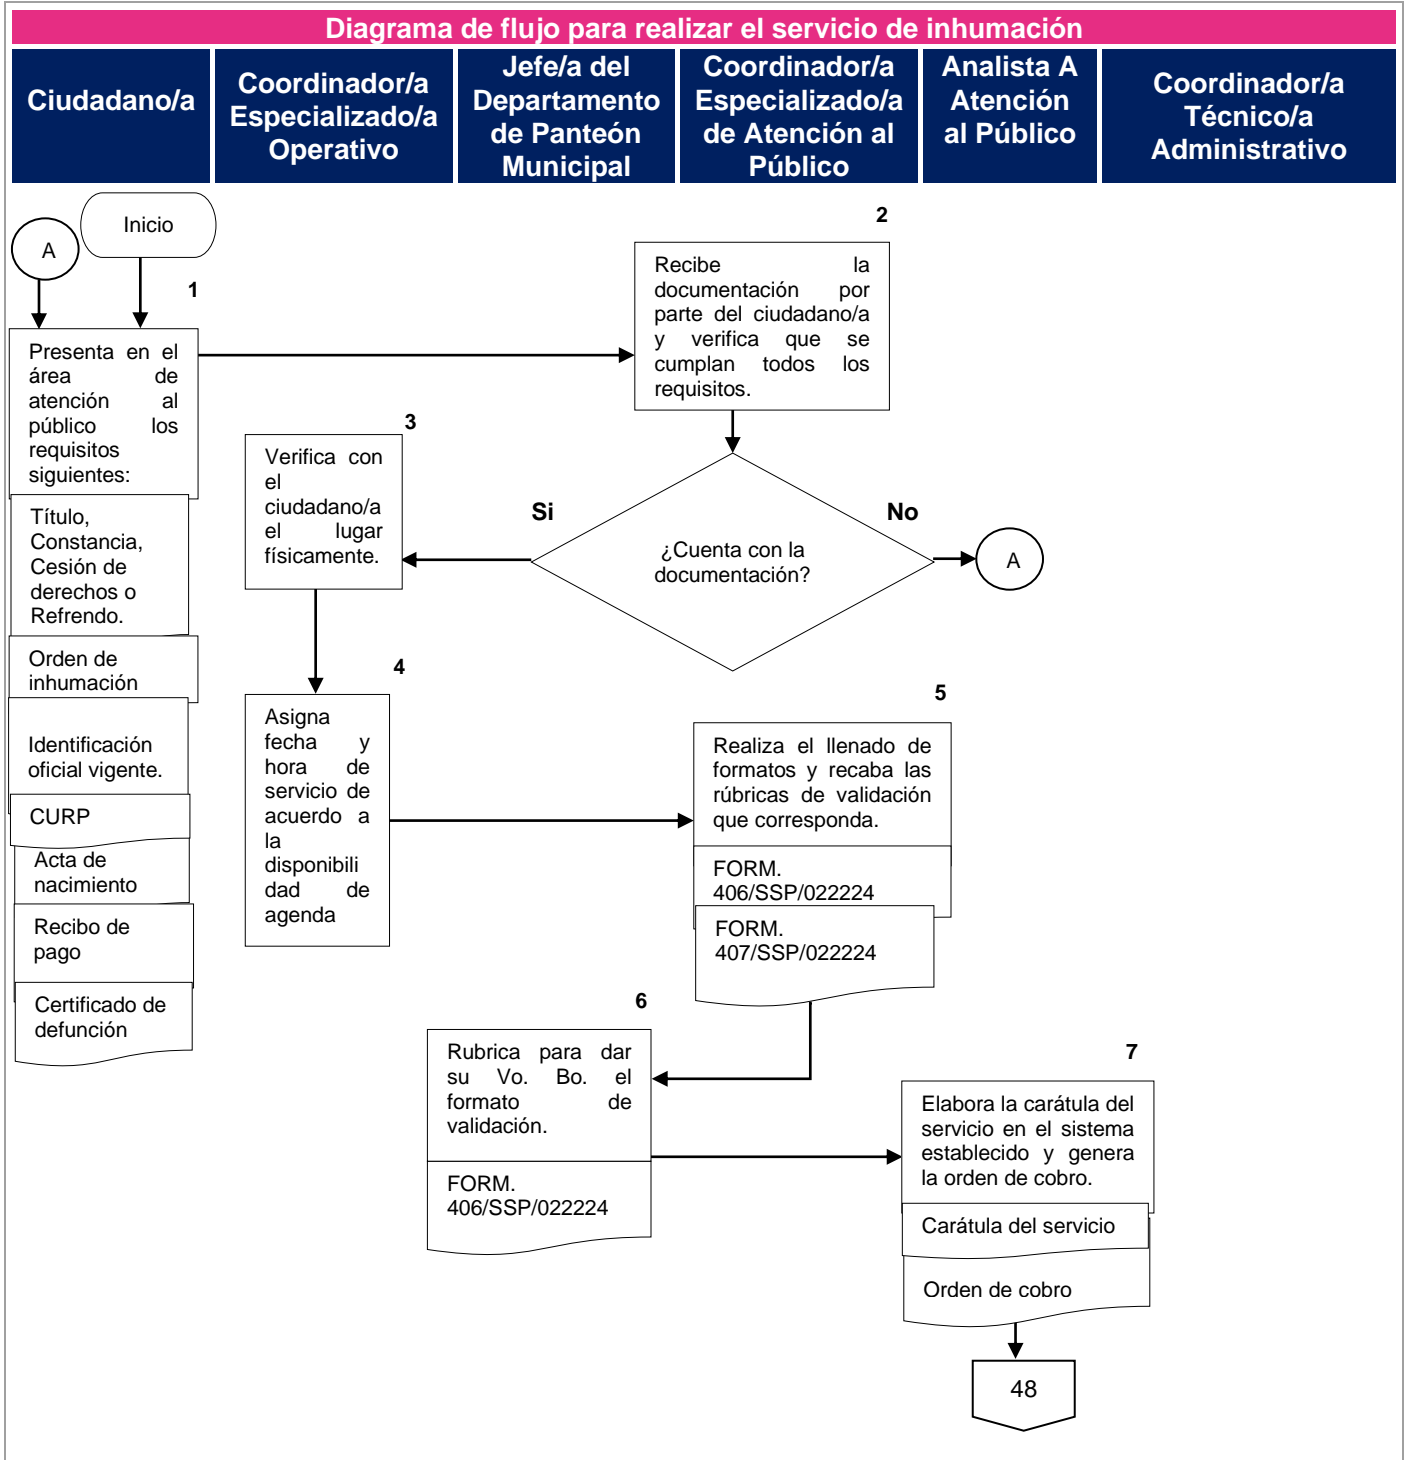 Diagrama de flujo para realizar el servicio de inhumación
Ciudadano/a
Coordinador/a
Especializado/a
Operativo
Jefe/a del
Departamento
de Panteón
Municipal
Coordinador/a
Especializado/a
de Atención al
Público
Analista A
Atención
al Público
Coordinador/a
Técnico/a
Administrativo
A
Inicio
1
Presenta en el
área de
atención al
público los
requisitos
siguientes:
Título,
Constancia,
Cesión de
derechos o
Refrendo.
Orden de
inhumación
Identificación
oficial vigente.
CURP
Acta de
nacimiento
Recibo de
pago
Certificado de
defunción
2
Recibe la
documentación por
parte del ciudadano/a
y verifica que se
cumplan todos los
requisitos.
¿Cuenta con la
documentación?
Si
No
A
3
Verifica con
el
ciudadano/a
el lugar
físicamente.
4
Asigna
fecha y
hora de
servicio de
acuerdo a
la
disponibili
dad de
agenda
5
Realiza el llenado de
formatos y recaba las
rúbricas de validación
que corresponda.
FORM.
406/SSP/022224
FORM.
407/SSP/022224
6
Rubrica para dar
su Vo. Bo. el
formato de
validación.
FORM.
406/SSP/022224
7
Elabora la carátula del
servicio en el sistema
establecido y genera
la orden de cobro.
Carátula del servicio
Orden de cobro
48